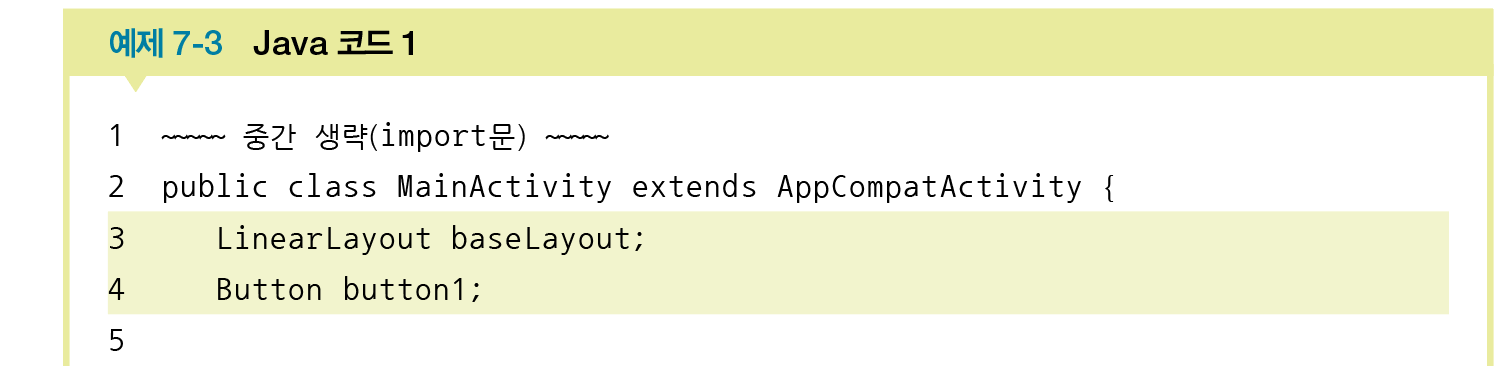 예제 7-3 Java 코드 1
1 ~~~~~ 중간 생략(import문) ~~~~~
2 public class MainActivity extends AppCompatActivity {
3 LinearLayout baseLayout;
4 Button button1;
5